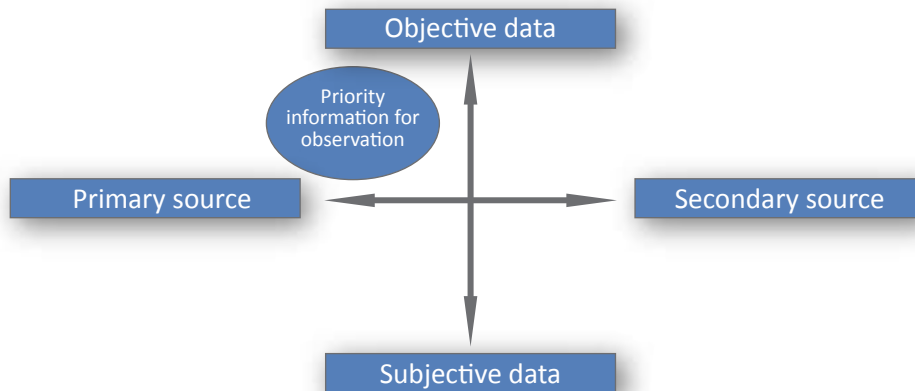 Objective data
Priority
information for
observation
Primary source
Secondary source
Subjective data